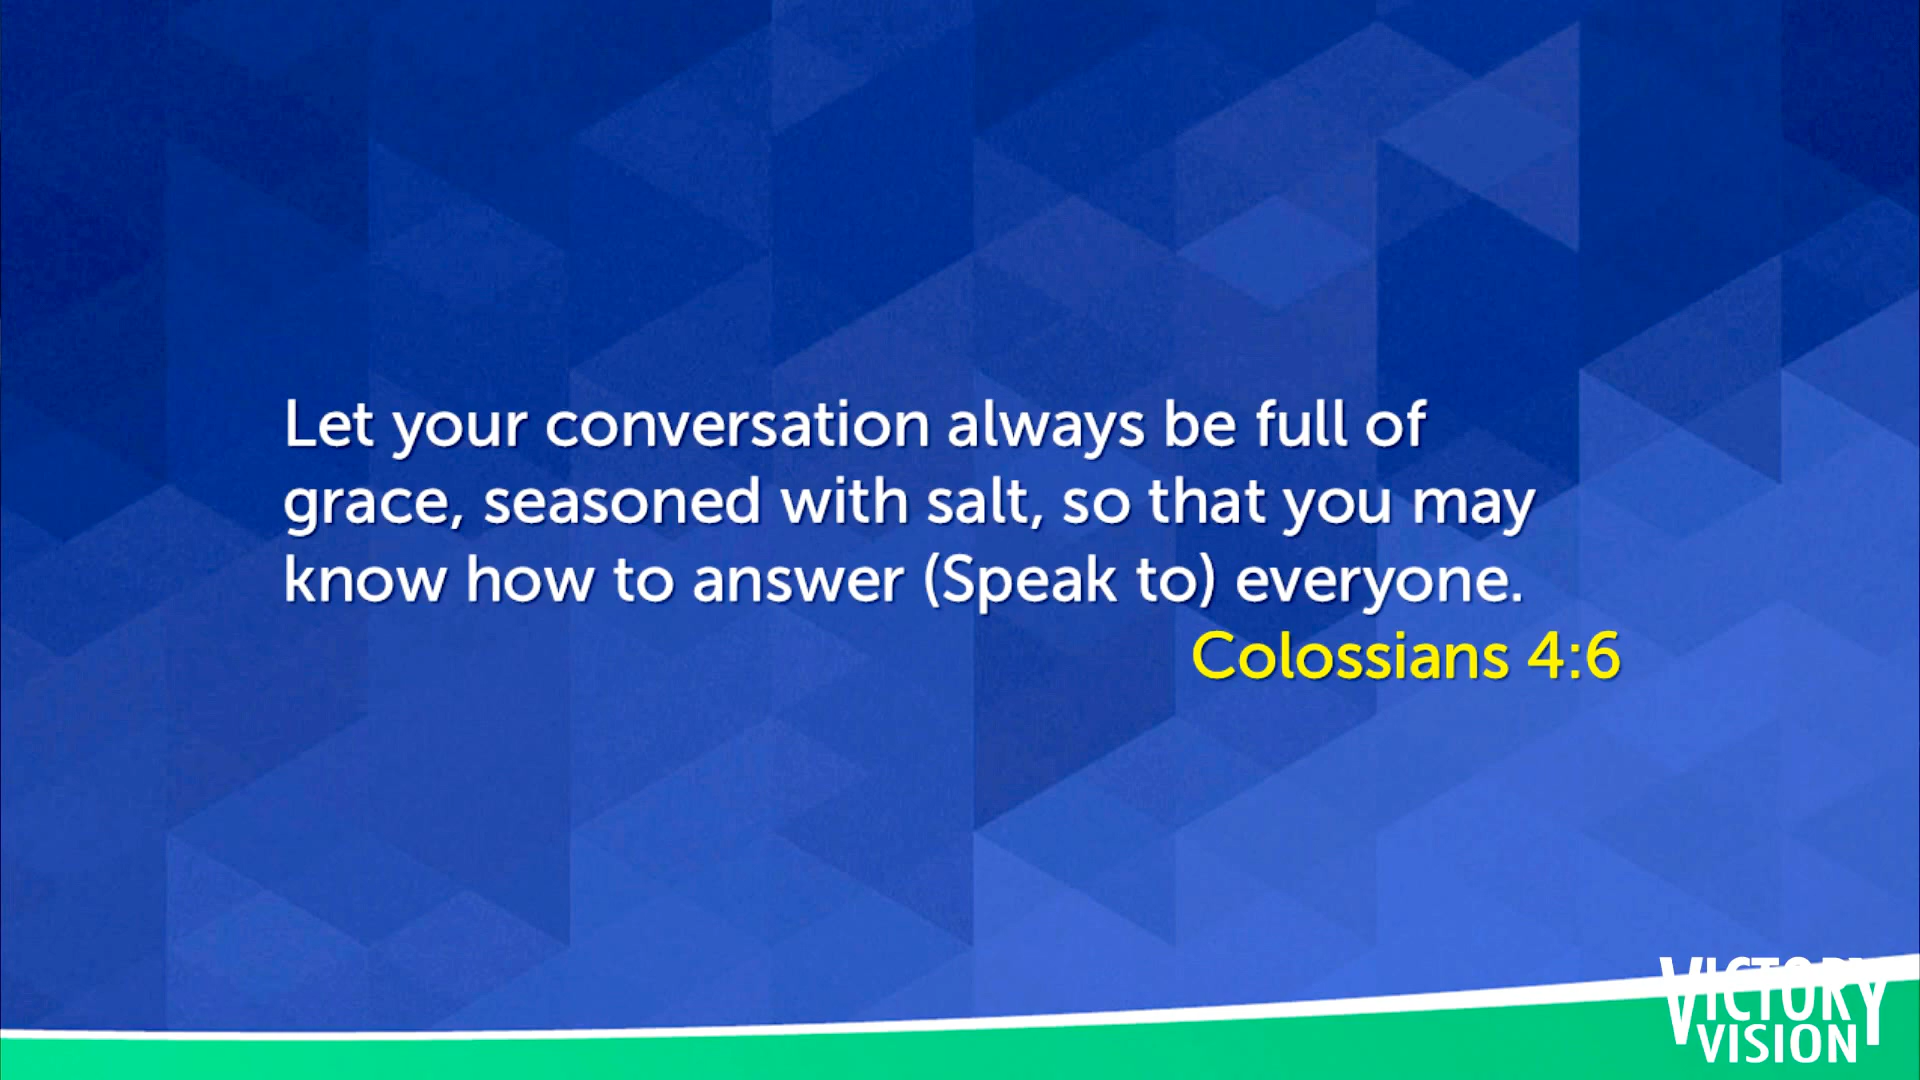 Let your conversation always be full of
grace, seasoned with salt, so that you may
know how to answer (Speak to) everyone.
Colossians 4:6
VICTORY
VISION